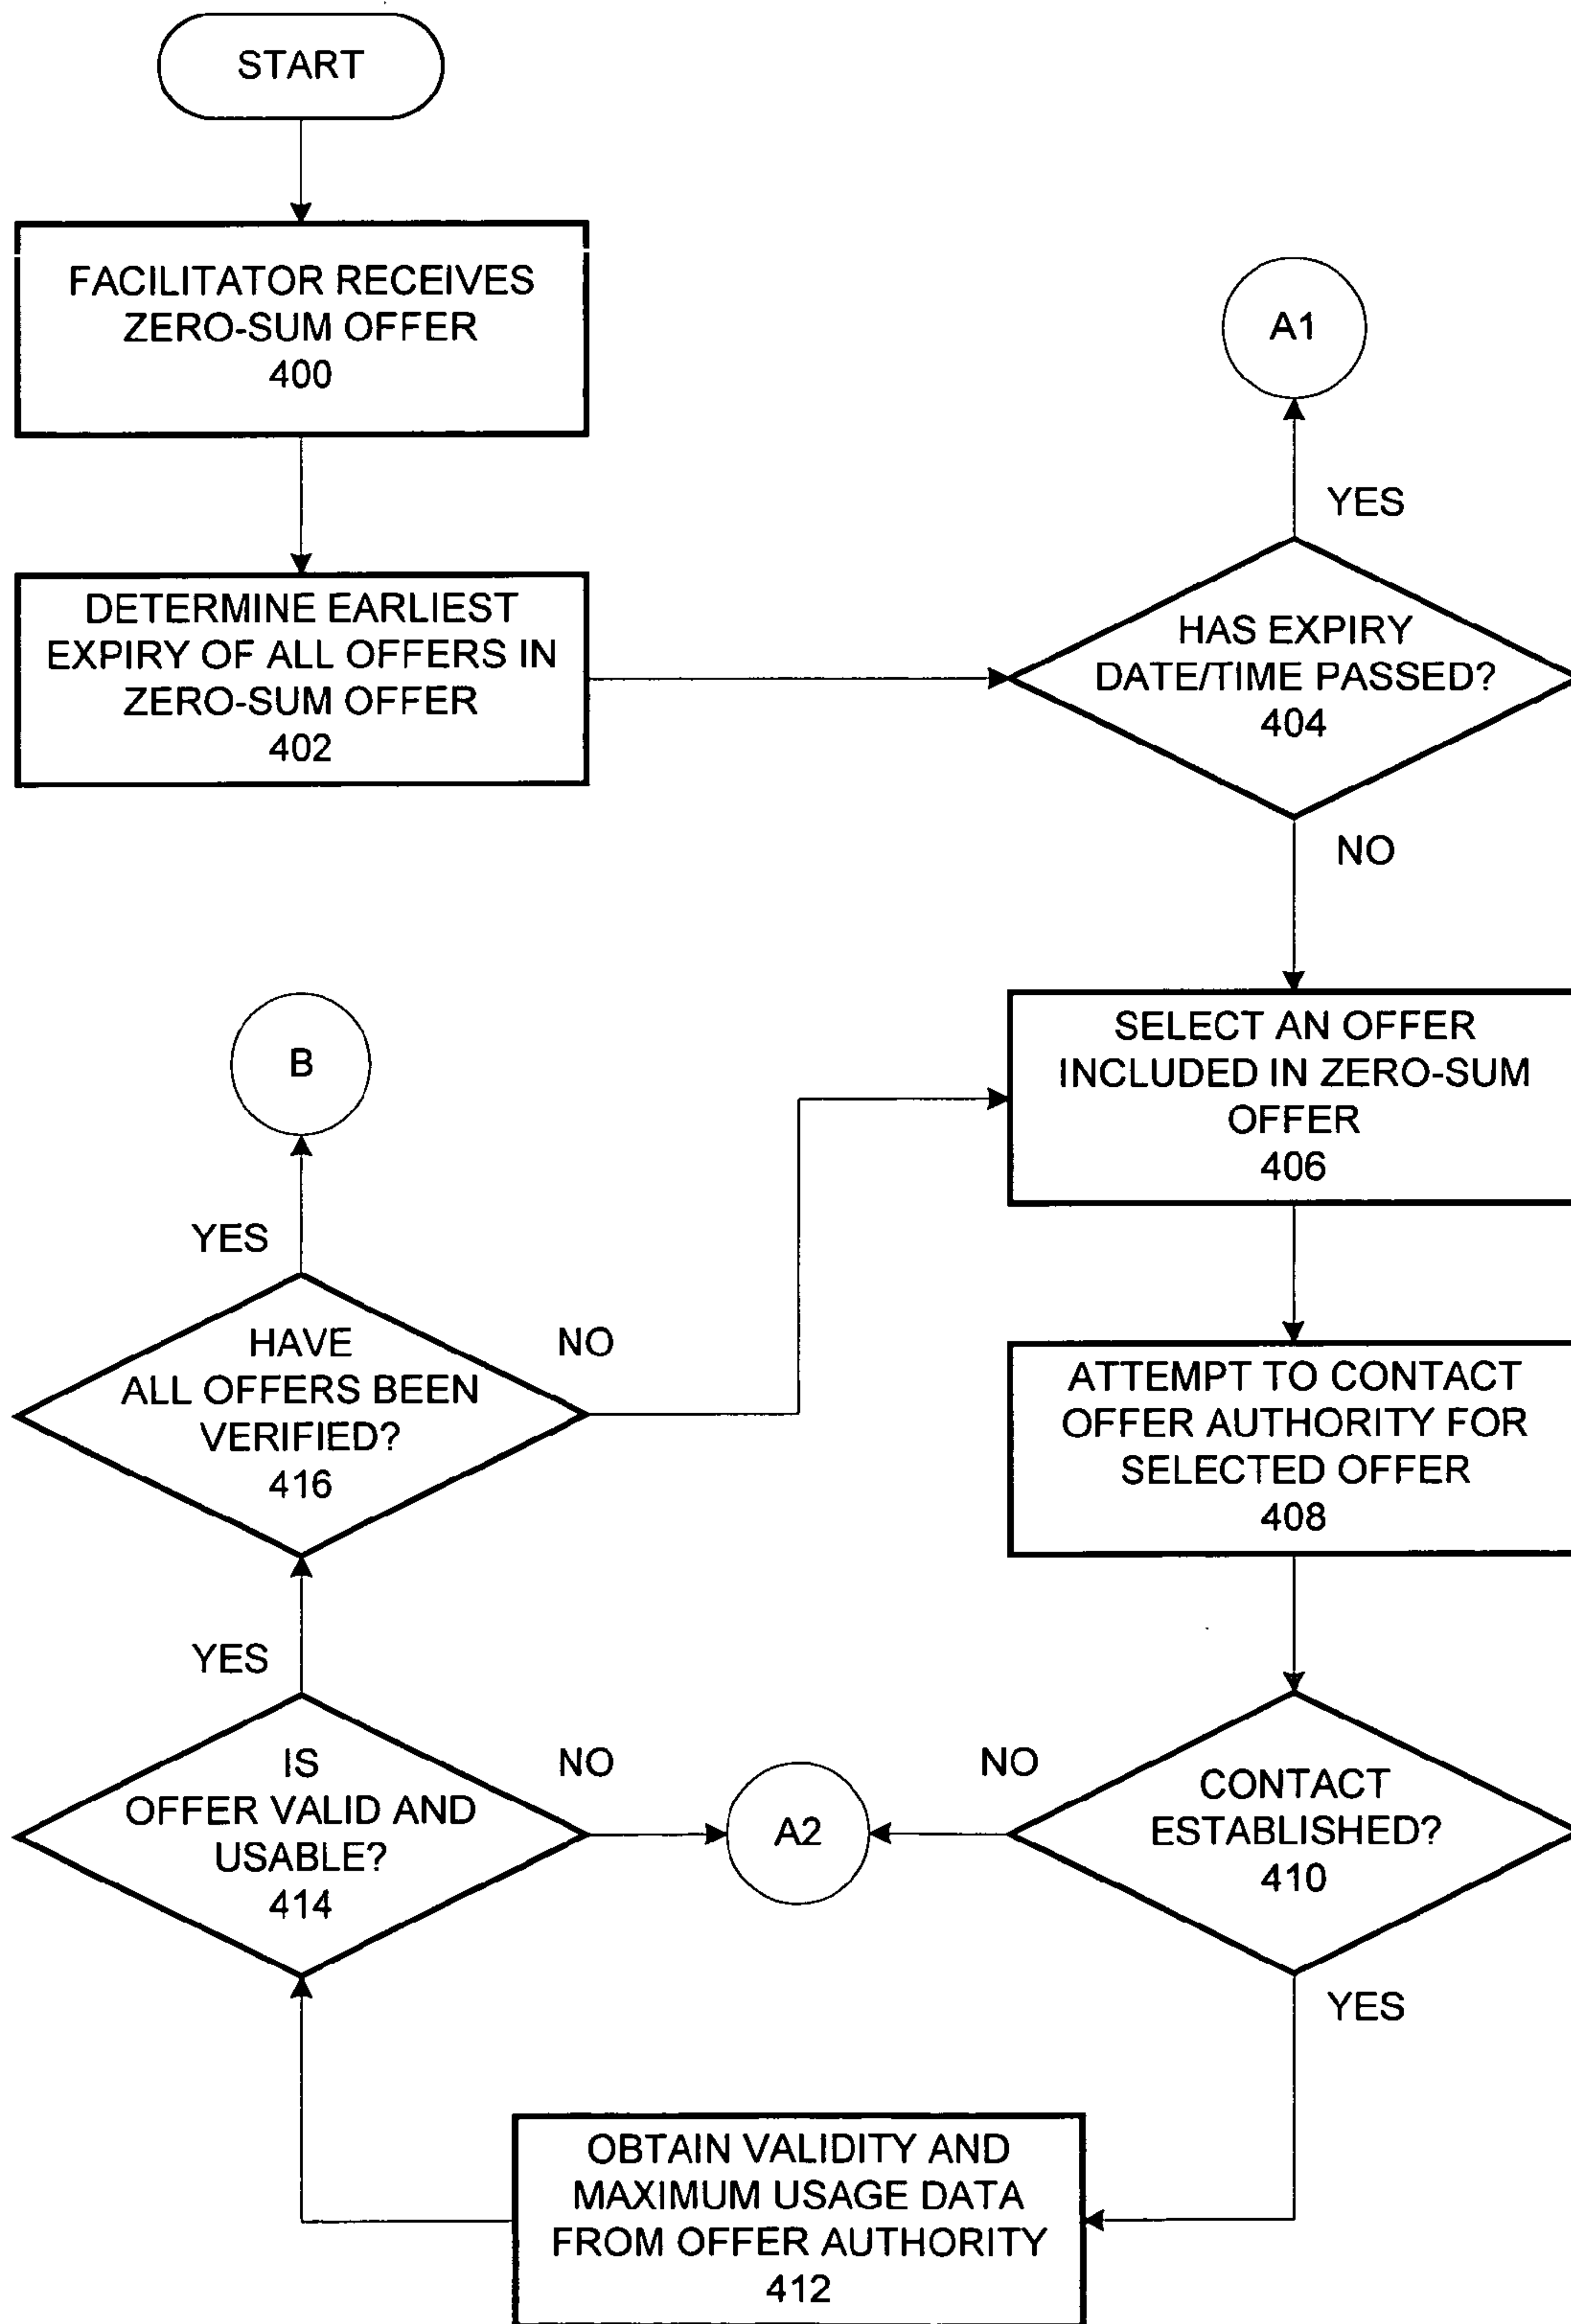 START
FACILITATOR RECEIVES
ZERO-SUM OFFER
400
DETERMINE EARLIEST
EXPIRY OF ALL OFFERS IN
ZERO-SUM OFFER
402
A1
YES
HAS EXPIRY
DATE/TIME PASSED?
404
NO
SELECT AN OFFER
INCLUDED IN ZERO-SUM
OFFER
406
ATTEMPT TO CONTACT
OFFER AUTHORITY FOR
SELECTED OFFER
408
CONTACT
ESTABLISHED?
410
NO
YES
A2
OBTAIN VALIDITY AND
MAXIMUM USAGE DATA
FROM OFFER AUTHORITY
412
IS
OFFER VALID AND
USABLE?
414
NO
YES
HAVE
ALL OFFERS BEEN
VERIFIED?
416
NO
YES
B